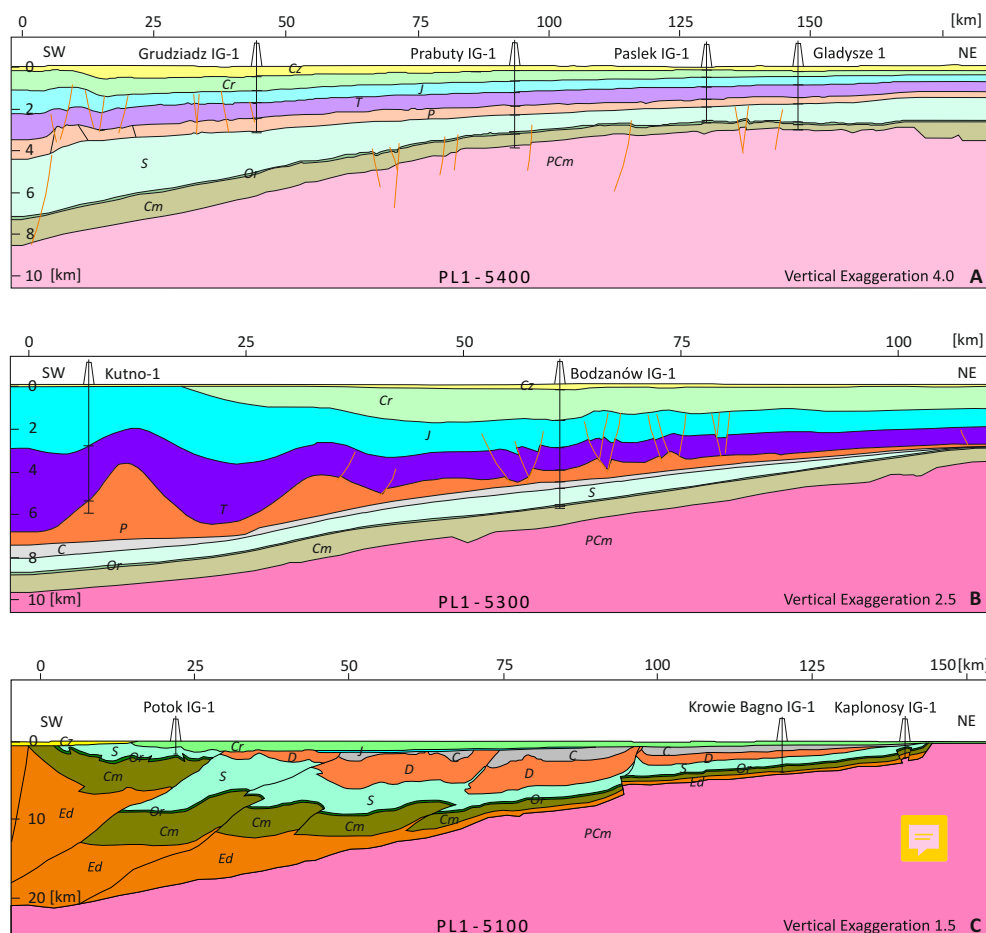 0 25 50 75 100 125 150 [km]
SW Grudziadz IG-1 Prabuty IG-1 Paslek IG-1 Gladysze 1 NE
0
Cz
Cr
J
T
2
P
4
S
Or
PCm
6
Cm
8
10 [km]
PL1-5400
Vertical Exaggeration 4.0 A
0 25 50 75 100 [km]
SW Kutno-1 Bodzanów IG-1 NE
0
Cz
Cr
2
J
4
S
6
P
T
C
Cm
PCm
8
Or
10 [km]
PL1-5300
Vertical Exaggeration 2.5 B
0 25 50 75 100 125 150 [km]
Potok IG-1 Krowie Bagno IG-1 Kaplonosy IG-1
SW NE
0
Cz
S
Or
Cr
D
J
C
C
C
D
D
Cm
S
D
D
S
Or
Ed
Ed
Or
S
Or
10
Cm
Cm
Cm
Cm
PCm
Ed
Ed
20 [km]
PL1-5100
Vertical Exaggeration 1.5 C